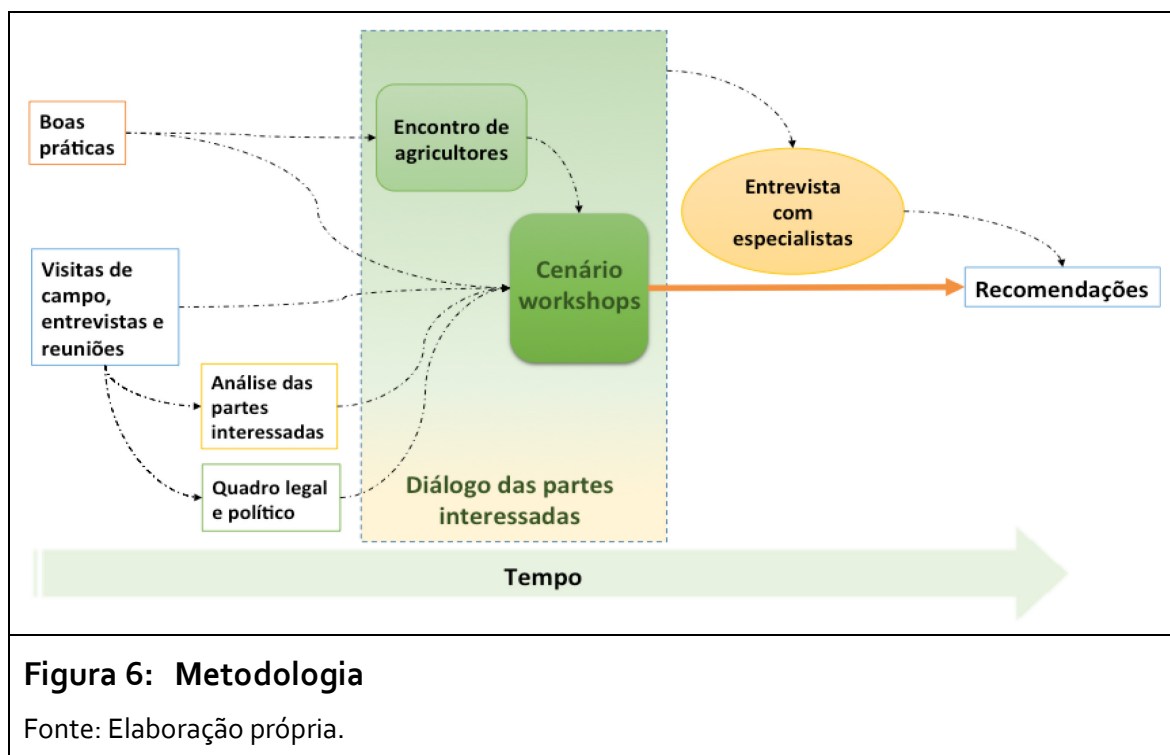 Boas
práticas
Encontro de
agricultores
Entrevista
com
especialistas
Visitas de
campo,
entrevistas e
reuniões
Cenário
workshops
Recomendações
Análise das
partes
interessadas
Quadro legal
e político
Diálogo das partes
interessadas
Tempo
Figura 6: Metodologia
Fonte: Elaboração própria.